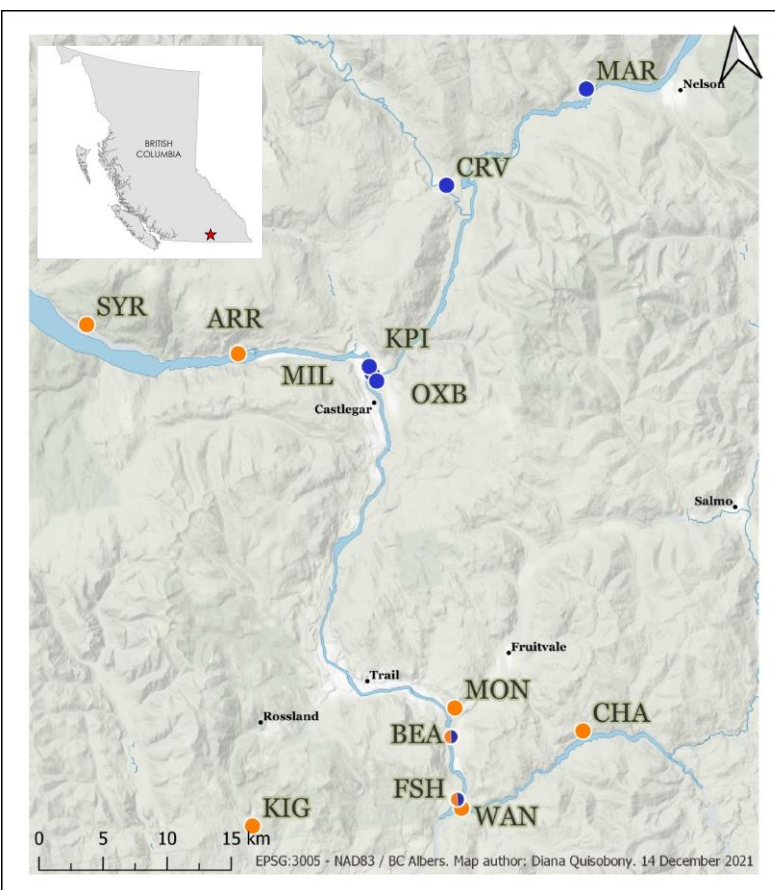 MAR
Nelson
BRITISH
COLUMBIA
CRV
SYR
ARR
KPI
MIL
OXB
Castlegar
Salmo
Fruitvale
Trail
MON
Rossland
CHA
BEA
FSH
WAN
KIG
0 5 10 15 km
EPSG:3005 - NAD83 / BC Albers. Map author: Diana Quisobony. 14 December 2021